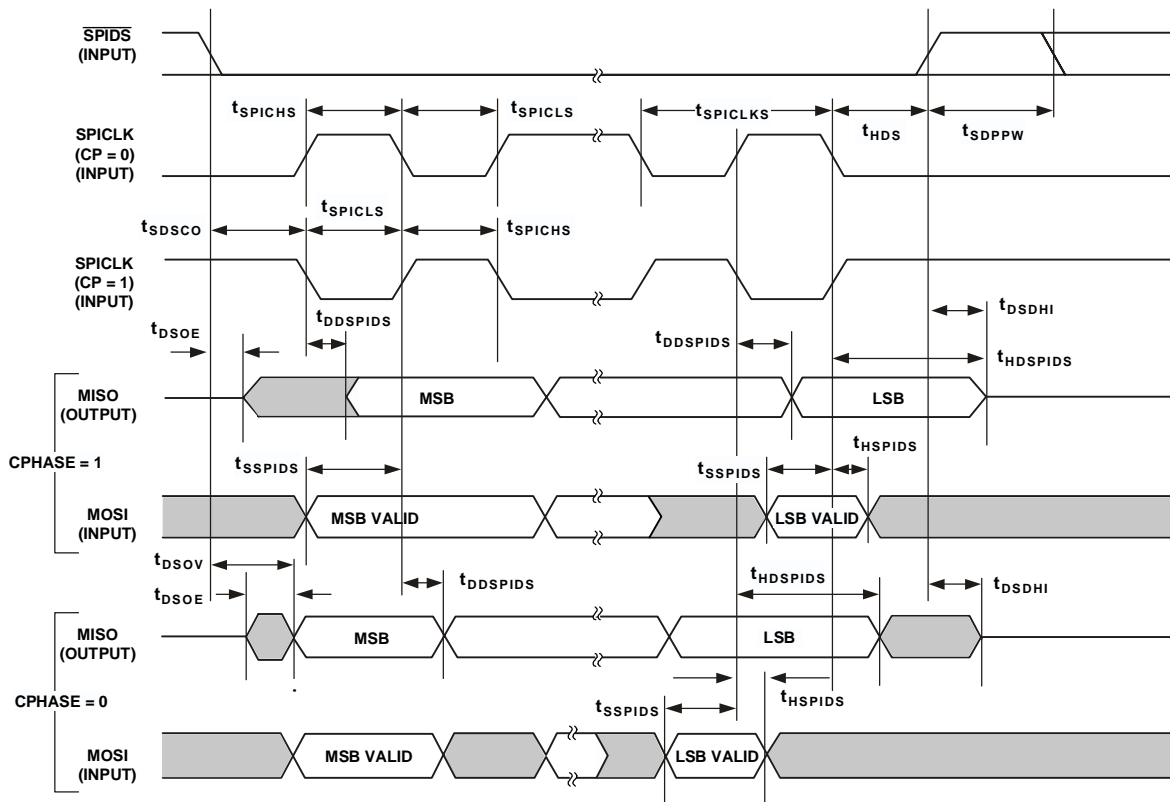 SPIDS
(INPUT)
tSPICHS
tSPICLS
tSPICLKS
tHDS
tSDPPW
SPICLK
(CP = 0)
(INPUT)
tSPICLS
tSDSCO
tSPICHS
SPICLK
(CP = 1)
(INPUT)
tDSOE
tDDSPIDS
tDDSPIDS
tDSDHI
tHDSPIDS
MISO
(OUTPUT)
MSB
LSB
CPHASE = 1
tSSPIDS
tSSPIDS
tHSPIDS
MOSI
(INPUT)
MSB VALID
LSB VALID
tDSOV
tDSOE
tDDSPIDS
tHDSPIDS
tDSDHI
MISO
(OUTPUT)
MSB
LSB
CPHASE = 0
tSSPIDS
tHSPIDS
MOSI
(INPUT)
MSB VALID
LSB VALID